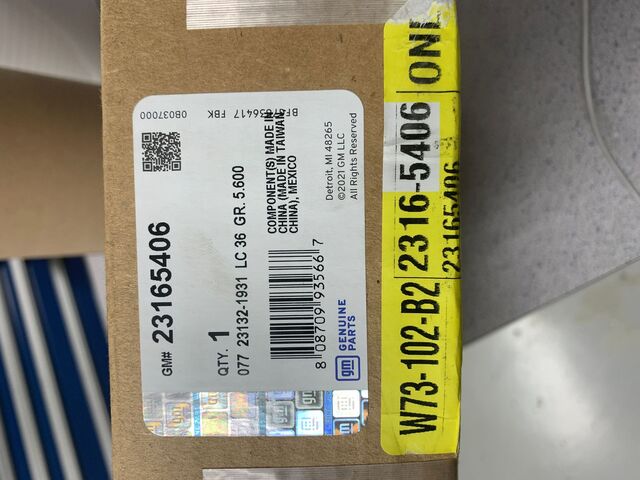 0B037000 FBK
GM# 23165406
QTY. 1
077 23132-1931 LC 36 GR. 5.600
COMPONENT(S) MADE IN
CHINA (MADE IN TAIWAN,
CHINA), MEXICO
8 08709 93566 7
Detroit, MI 48265
©2021 GM LLC
All Rights Reserved
gm GENUINE
PARTS
W73-102-B2 2316-5406 ONE
23165406